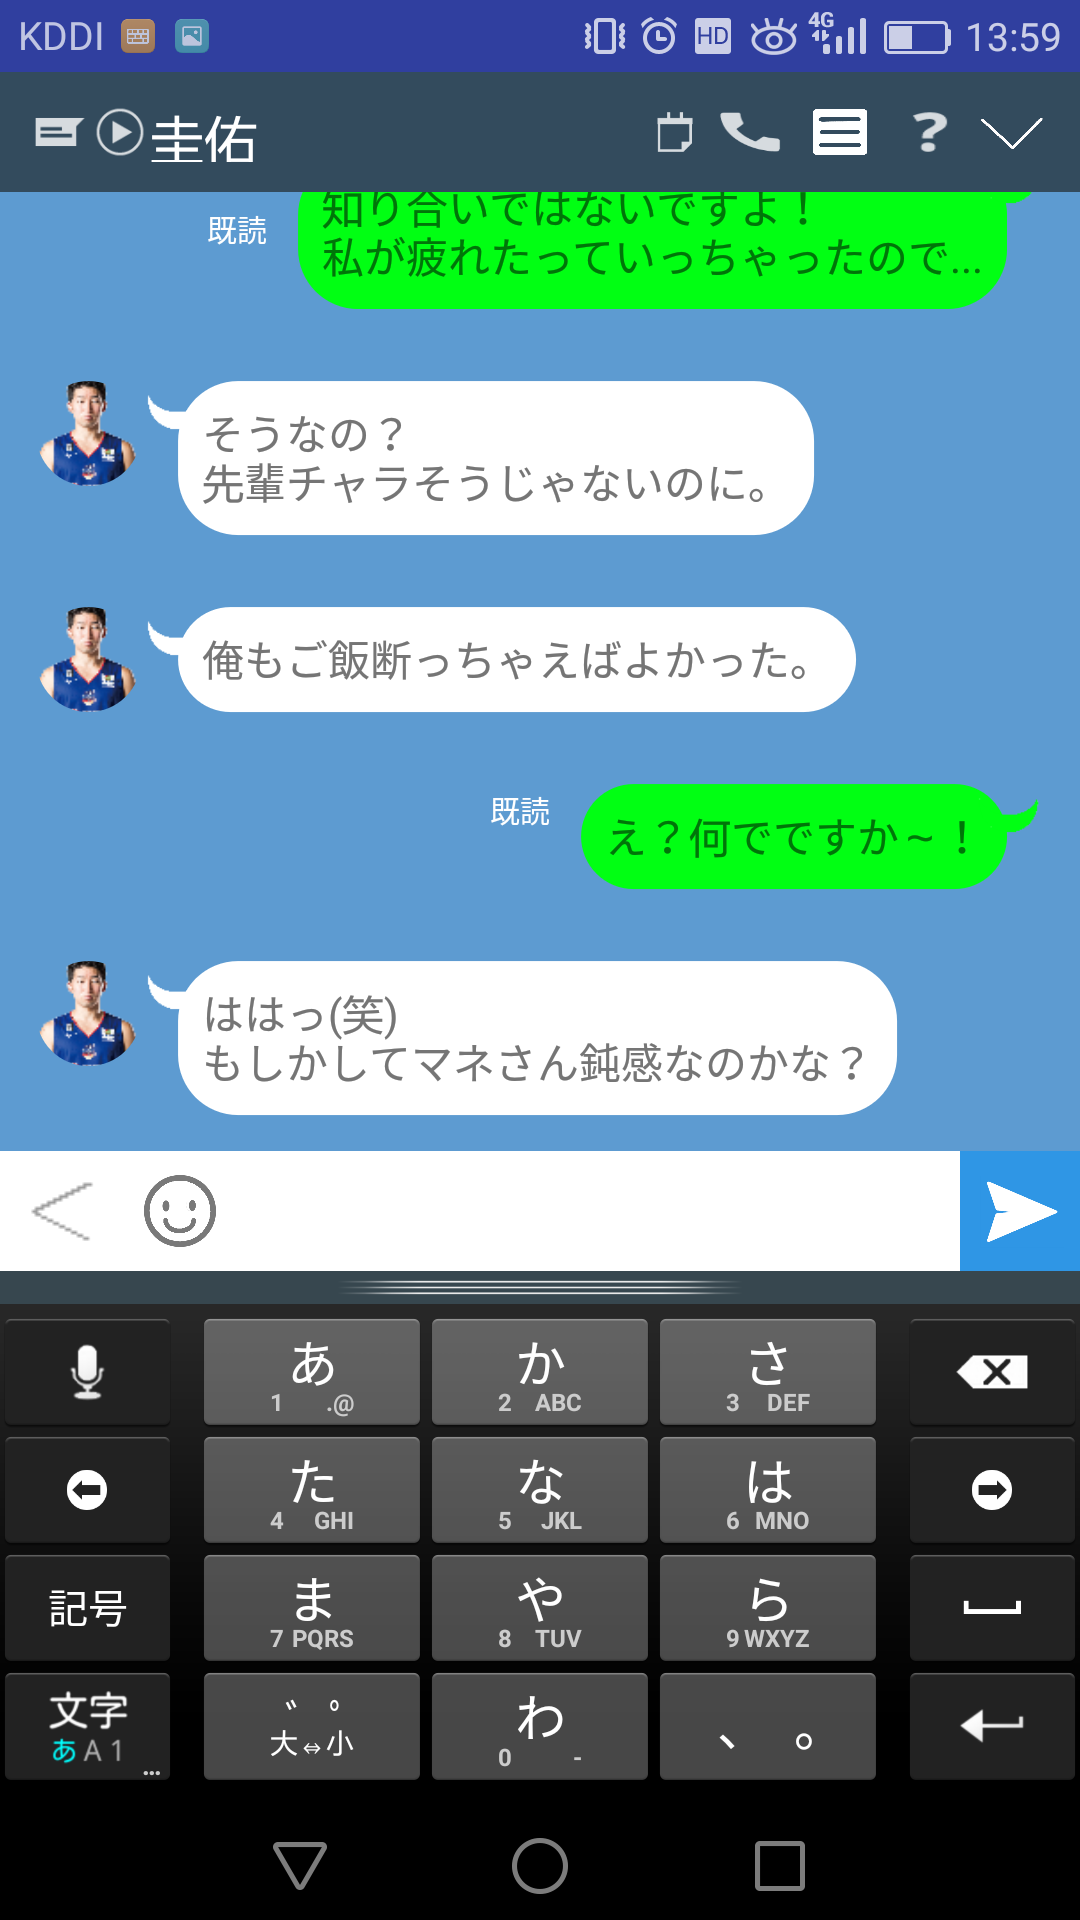 KDDI
HD
4G
13:59
圭佑
?
知り合いではないですよ！
私が疲れたっていっちゃったので...
既読
そうなの？
先輩チャラそうじゃないのに。
俺もご飯断っちゃえばよかった。
既読
え？何でですか～！
ははっ(笑)
もしかしてマネさん鈍感なのかな？
あ
1 .@
か
2 ABC
さ
3 DEF
た
4 GHI
な
5 JKL
は
6 MNO
記号
ま
7 PQRS
や
8 TUV
ら
9 WXYZ
文字
あ A 1
...
゛ ゜
大⇔小
わ
0 -
、 。